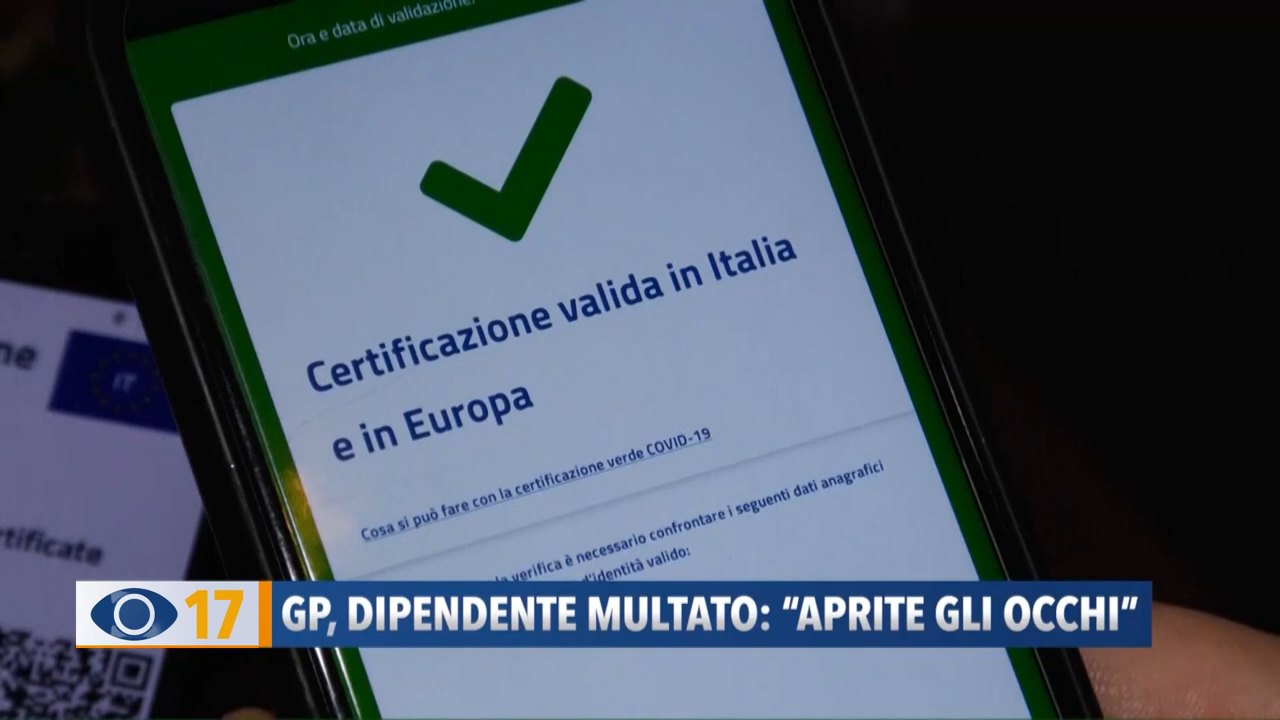 Ora e data di validazione:
Certificazione valida in Italia
e in Europa
Cosa si può fare con la certificazione verde COVID-19
verifica è necessario confrontare i seguenti dati anagrafici
d'identità valido:
ne
IT
rtificate
17 GP, DIPENDENTE MULTATO: “APRITE GLI OCCHI”